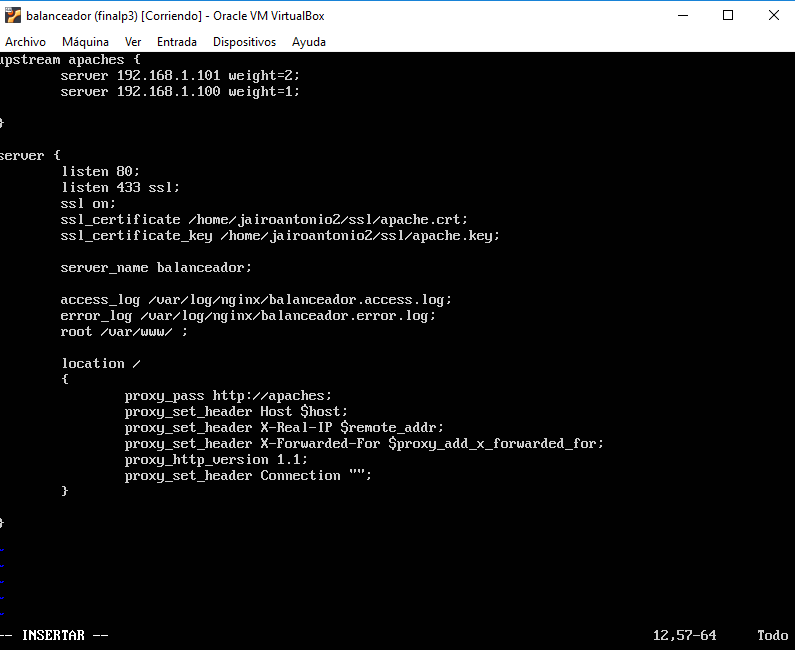 balanceador (finalp3) [Corriendo] - Oracle VM VirtualBox
Archivo Máquina Ver Entrada Dispositivos Ayuda
upstream apaches {
server 192.168.1.101 weight=2;
server 192.168.1.100 weight=1;
}
server {
listen 80;
listen 433 ssl;
ssl on;
ssl_certificate /home/jairoantonio2/ssl/apache.crt;
ssl_certificate_key /home/jairoantonio2/ssl/apache.key;
server_name balanceador;
access_log /var/log/nginx/balanceador.access.log;
error_log /var/log/nginx/balanceador.error.log;
root /var/www/ ;
location /
{
proxy_pass http://apaches;
proxy_set_header Host $host;
proxy_set_header X-Real-IP $remote_addr;
proxy_set_header X-Forwarded-For $proxy_add_x_forwarded_for;
proxy_http_version 1.1;
proxy_set_header Connection "";
}
}
~
~
~
~
~
-- INSERTAR -- 12,57-64 Todo